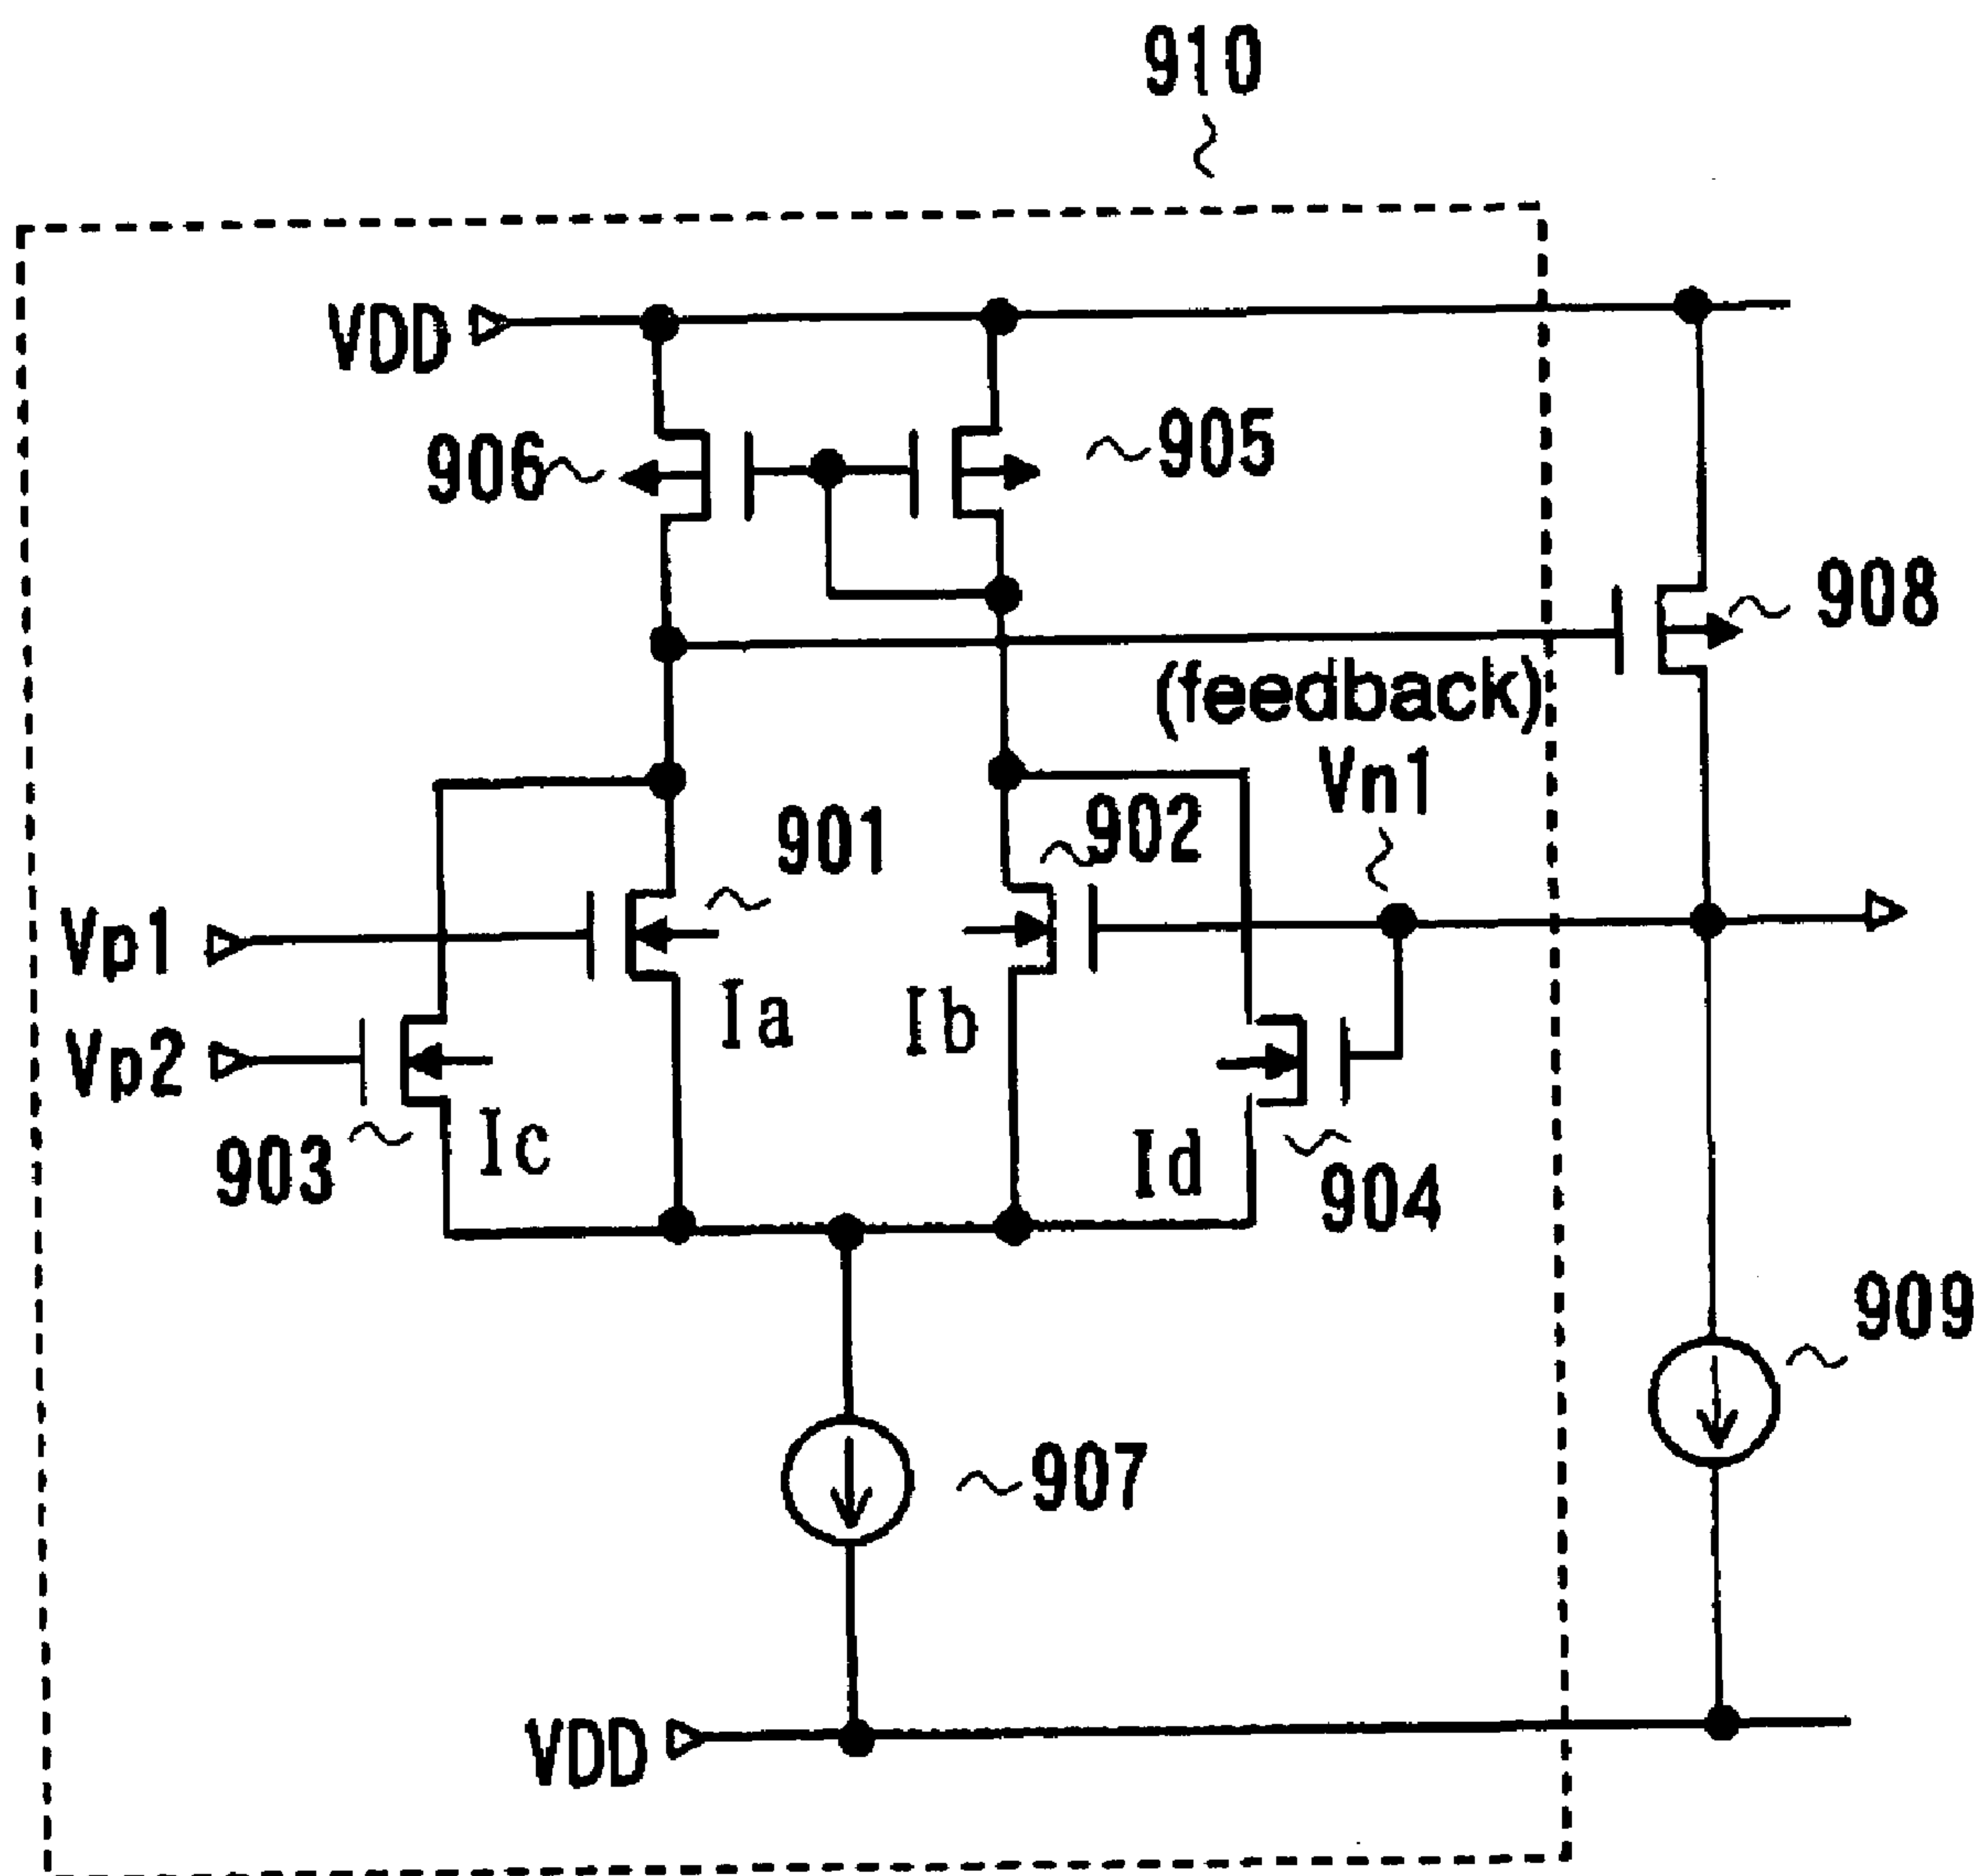 910
VDD
906
905
908
(feedback)
Vn1
901
902
Vp1
Ia
Ib
Vp2
Ic
Id
903
904
909
907
VDD